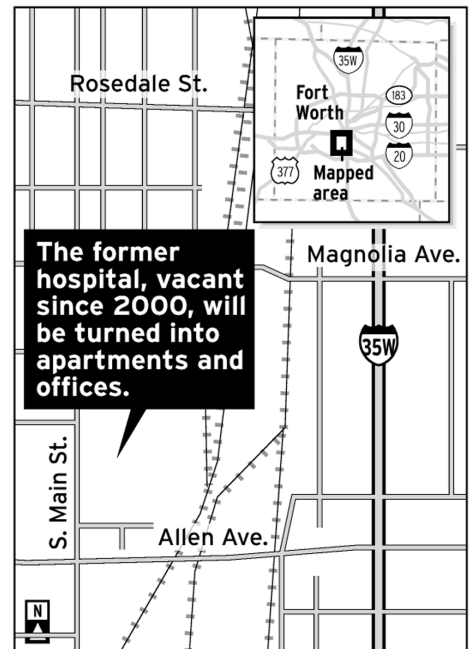 Rosedale St.
35W
Fort
Worth
183
30
20
377
Mapped
area
Magnolia Ave.
The former
hospital, vacant
since 2000, will
be turned into
apartments and
offices.
35W
S. Main St.
Allen Ave.
N